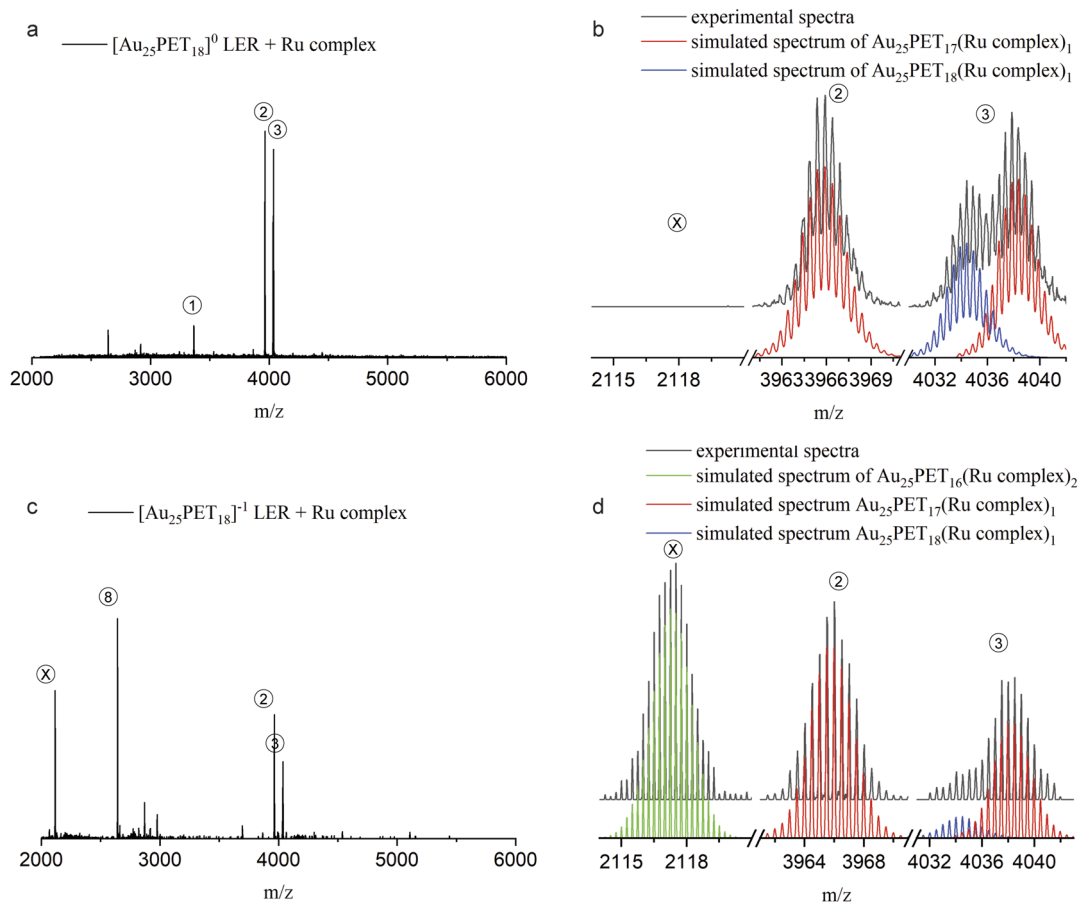 a
[Au₂₅PET₁₈]⁰ LER + Ru complex
②
③
①
2000 3000 4000 5000 6000
m/z
b
experimental spectra
simulated spectrum of Au₂₅PET₁₇(Ru complex)₁
simulated spectrum of Au₂₅PET₁₈(Ru complex)₁
②
③
Ⓧ
2115 2118 3963 3966 3969 4032 4036 4040
m/z
c
[Au₂₅PET₁₈]⁻¹ LER + Ru complex
⑧
Ⓧ
②
③
2000 3000 4000 5000 6000
m/z
experimental spectra
simulated spectrum of Au₂₅PET₁₆(Ru complex)₂
d
simulated spectrum Au₂₅PET₁₇(Ru complex)₁
simulated spectrum Au₂₅PET₁₈(Ru complex)₁
Ⓧ
②
③
2115 2118 3964 3968 4032 4036 4040
m/z